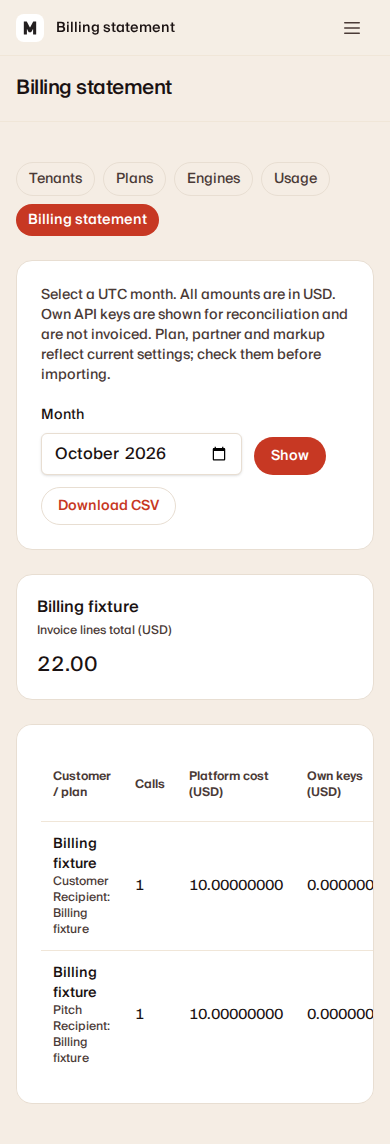 M Billing statement
Billing statement
Tenants Plans Engines Usage
Billing statement
Select a UTC month. All amounts are in USD.
Own API keys are shown for reconciliation and
are not invoiced. Plan, partner and markup
reflect current settings; check them before
importing.
Month
October 2026 Show
Download CSV
Billing fixture
Invoice lines total (USD)
22.00
Customer / plan Calls Platform cost (USD) Own keys (USD)
Billing
fixture
Customer
Recipient:
Billing
fixture
1 10.00000000 0.000000
Billing
fixture
Pitch
Recipient:
Billing
fixture
1 10.00000000 0.000000